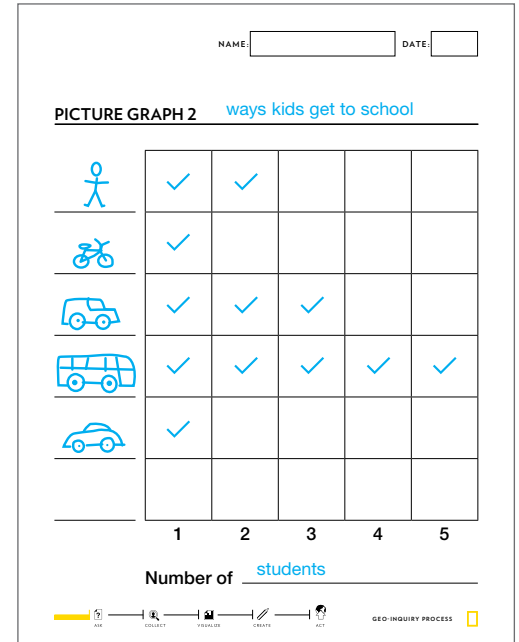 NAME: DATE:
PICTURE GRAPH 2 ways kids get to school
1 2 3 4 5
Number of students
ASK COLLECT VISUALIZE CREATE ACT GEO-INQUIRY PROCESS